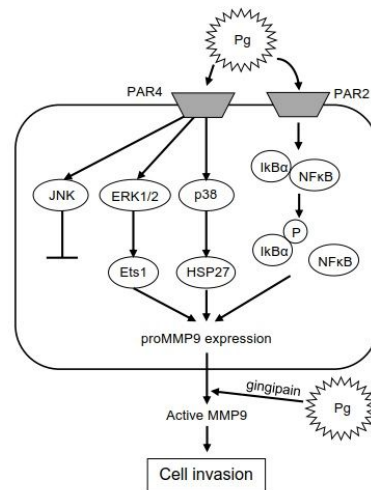 Pg
PAR4
PAR2
IkBα
NFκB
JNK
ERK1/2
p38
P
IkBα
NFκB
Ets1
HSP27
proMMP9 expression
gingipain
Pg
Active MMP9
Cell invasion